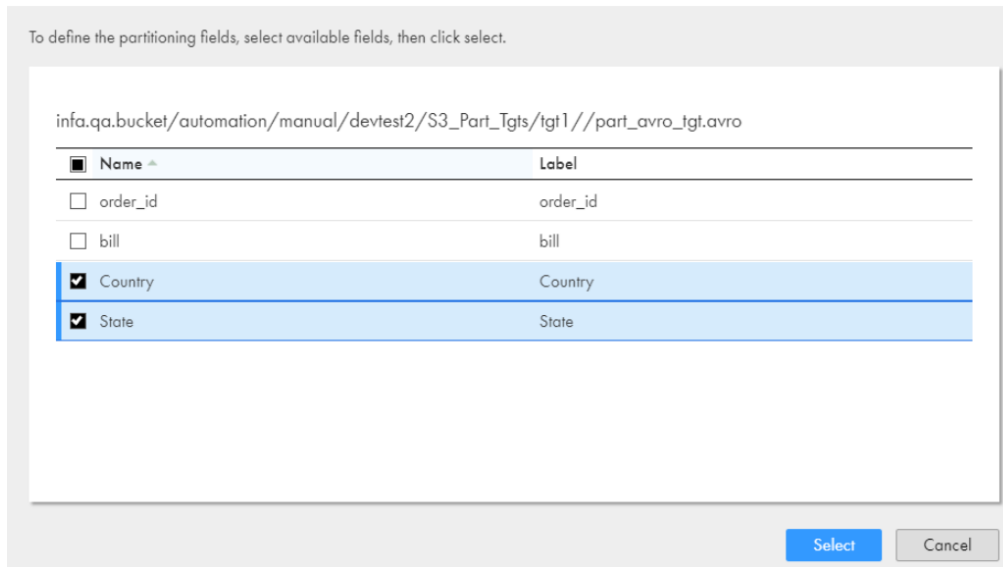 To define the partitioning fields, select available fields, then click select.
infa.qa.bucket/automation/manual/devtest2/S3_Part_Tgts/tgt1//part_avro_tgt.avro
Name Label
order_id order_id
bill bill
Country Country
State State
Select Cancel